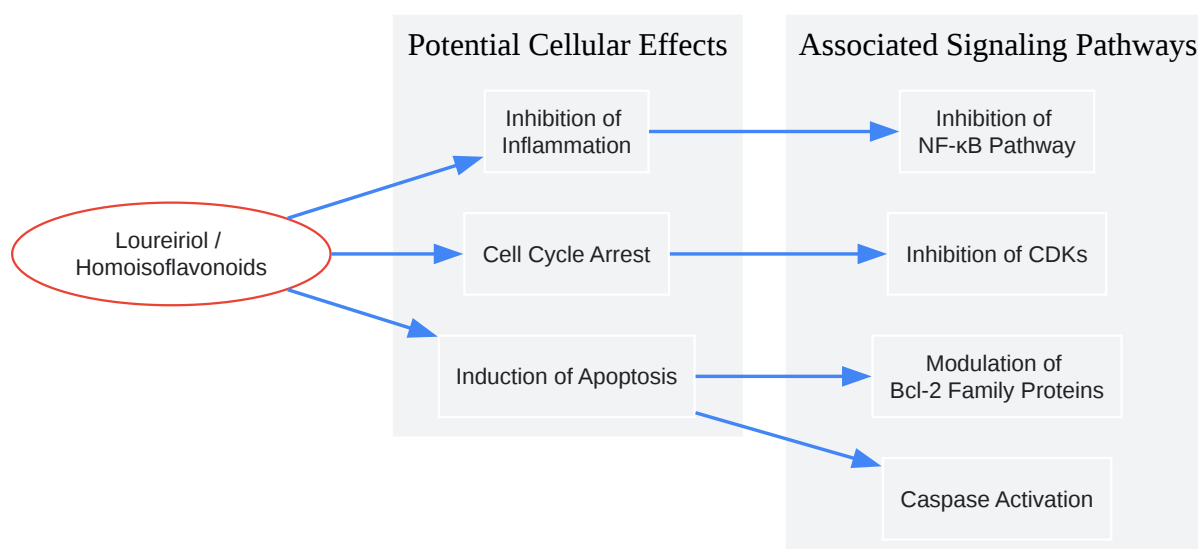 Potential Cellular Effects
Associated Signaling Pathways
Inhibition of
Inflammation
Inhibition of
NF-κB Pathway
Loureiriol /
Homoisoflavonoids
Cell Cycle Arrest
Inhibition of CDKs
Induction of Apoptosis
Modulation of
Bcl-2 Family Proteins
Caspase Activation